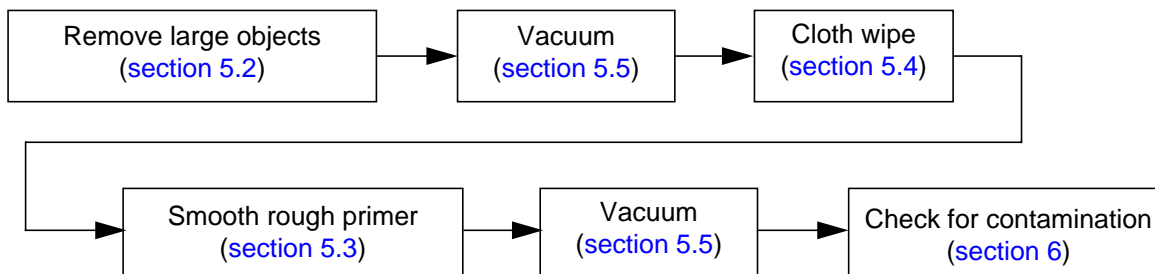 Remove large objects
(section 5.2)
Vacuum
(section 5.5)
Cloth wipe
(section 5.4)
Smooth rough primer
(section 5.3)
Vacuum
(section 5.5)
Check for contamination
(section 6)